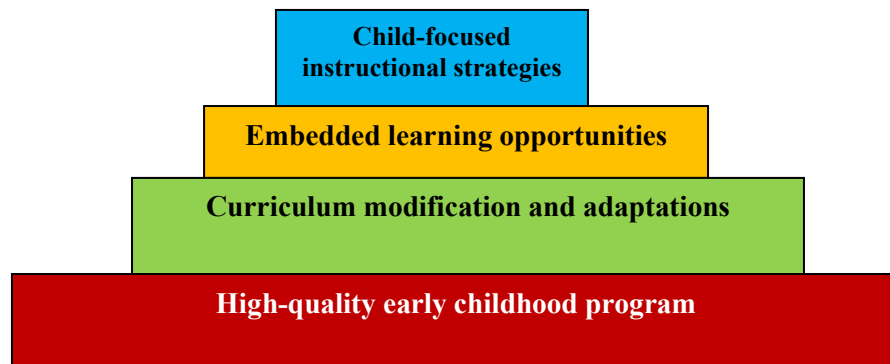 Child-focused
instructional strategies
Embedded learning opportunities
Curriculum modification and adaptations
High-quality early childhood program